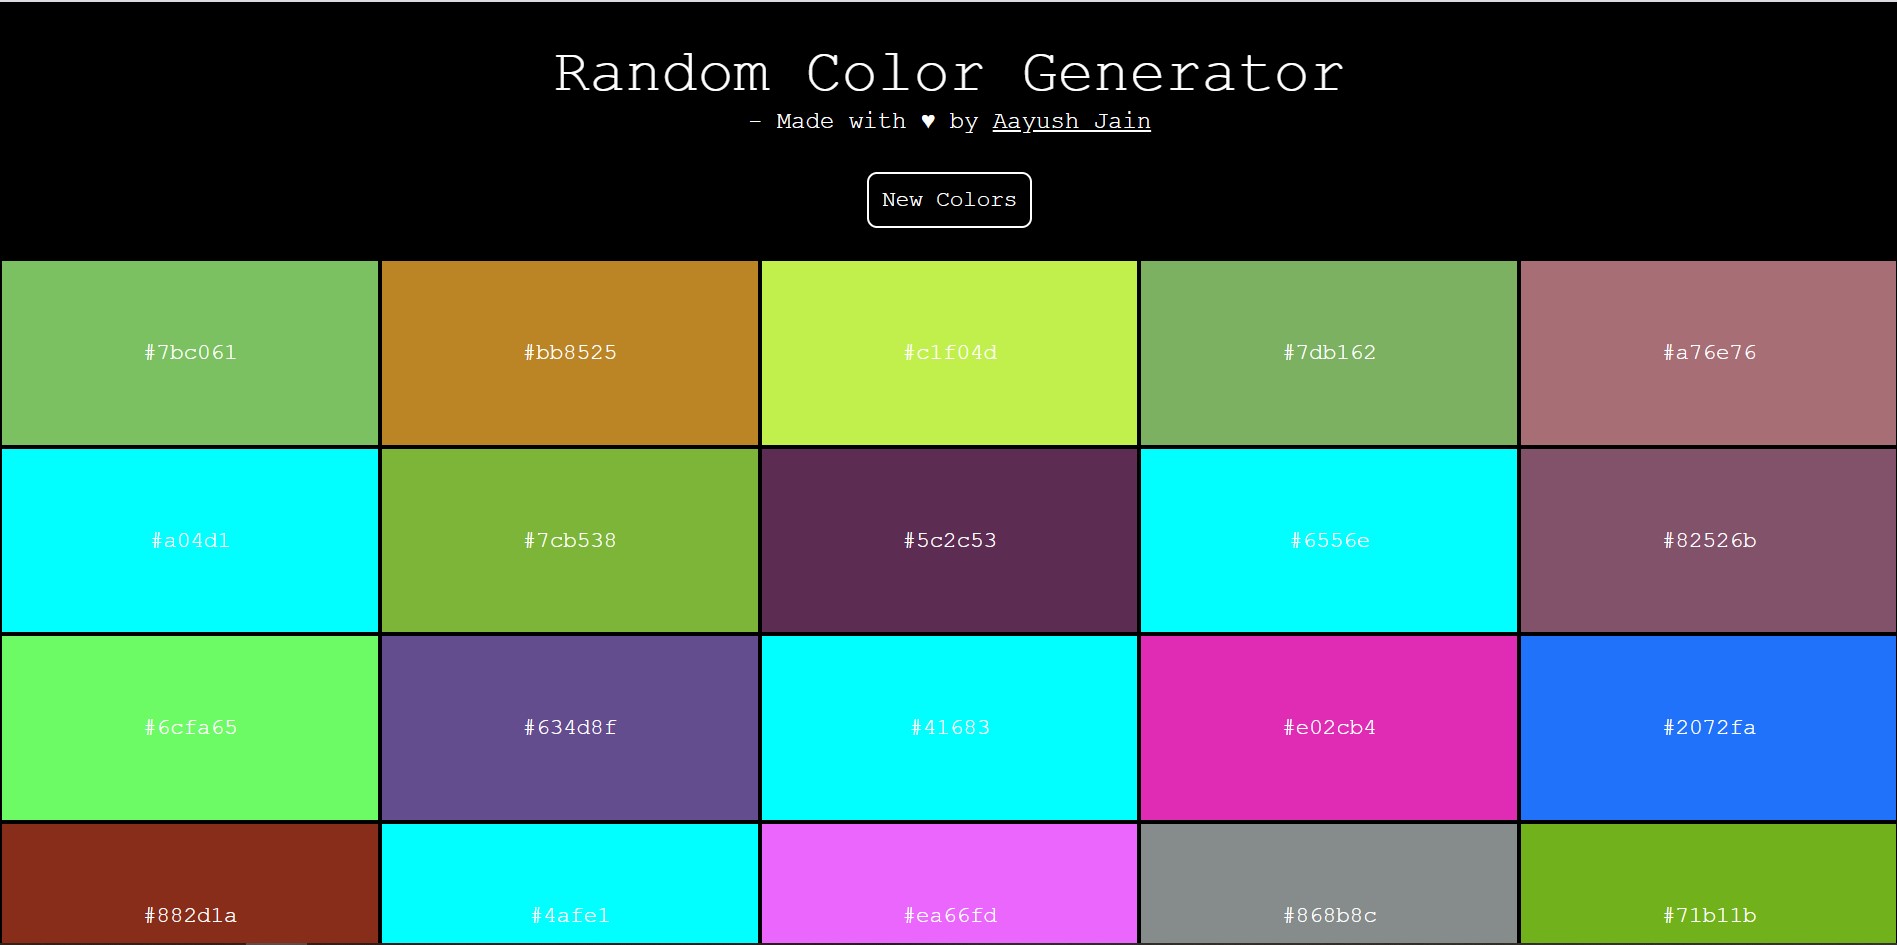 Random Color Generator
- Made with ♥ by Aayush Jain
New Colors
#7bc061 #bb8525 #c1f04d #7db162 #a76e76
#a04d1 #7cb538 #5c2c53 #6556e #82526b
#6cfa65 #634d8f #41683 #e02cb4 #2072fa
#882d1a #4afe1 #ea66fd #868b8c #71b11b